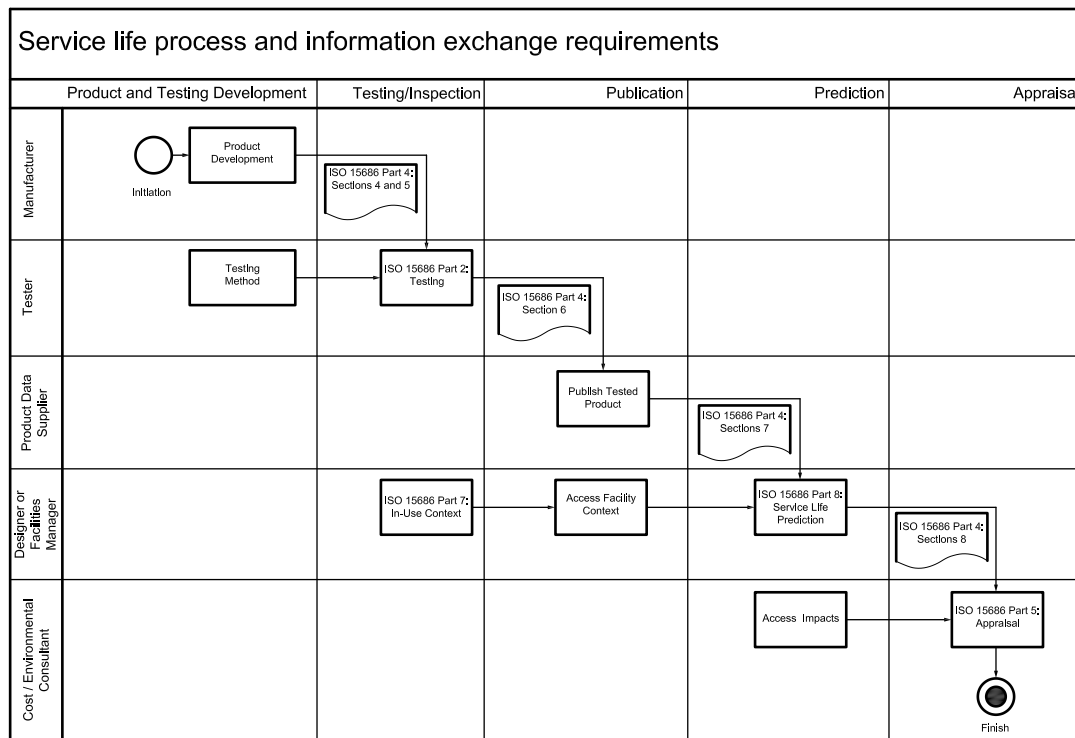 Service life process and information exchange requirements
Product and Testing Development
Testing/Inspection
Publication
Prediction
Appraisa
Manufacturer
Initiation
Product
Development
ISO 15686 Part 4:
Sections 4 and 5
Tester
Testing
Method
ISO 15686 Part 2:
Testing
ISO 15686 Part 4:
Section 6
Product Data
Supplier
Publish Tested
Product
ISO 15686 Part 4:
Sections 7
Designer or
Facilities
Manager
ISO 15686 Part 7:
In-Use Context
Access Facility
Context
ISO 15686 Part 8:
Service Life
Prediction
ISO 15686 Part 4:
Sections 8
Cost / Environmental
Consultant
Access Impacts
ISO 15686 Part 5:
Appraisal
Finish